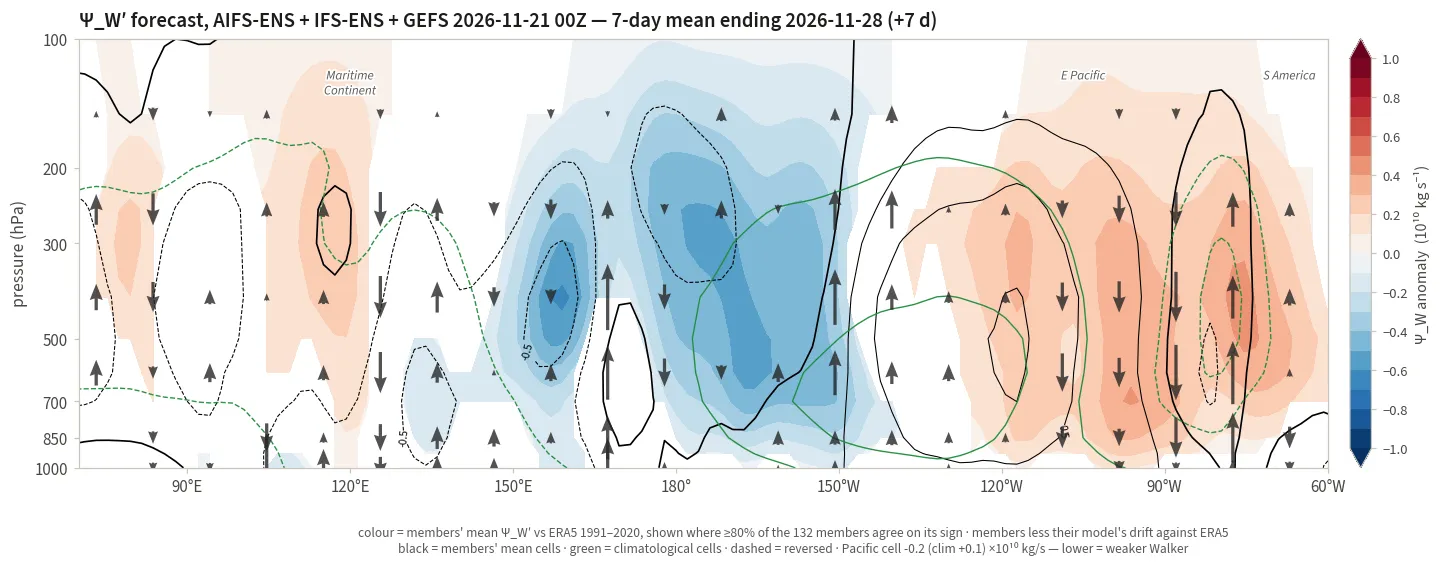 Ψ_W′ forecast, AIFS-ENS + IFS-ENS + GEFS 2026-11-21 00Z — 7-day mean ending 2026-11-28 (+7 d)
100
200
300
400
500
700
850
1000
pressure (hPa)
Maritime
Continent
E Pacific
S America
-0.5
-0.5
90°E
120°E
150°E
180°
150°W
120°W
90°W
60°W
1.0
0.8
0.6
0.4
0.2
0.0
-0.2
-0.4
-0.6
-0.8
-1.0
Ψ_W anomaly (10¹⁰ kg s⁻¹)
colour = members' mean Ψ_W′ vs ERA5 1991–2020, shown where ≥80% of the 132 members agree on its sign · members less their model's drift against ERA5
black = members' mean cells · green = climatological cells · dashed = reversed · Pacific cell -0.2 (clim +0.1) ×10¹⁰ kg/s — lower = weaker Walker